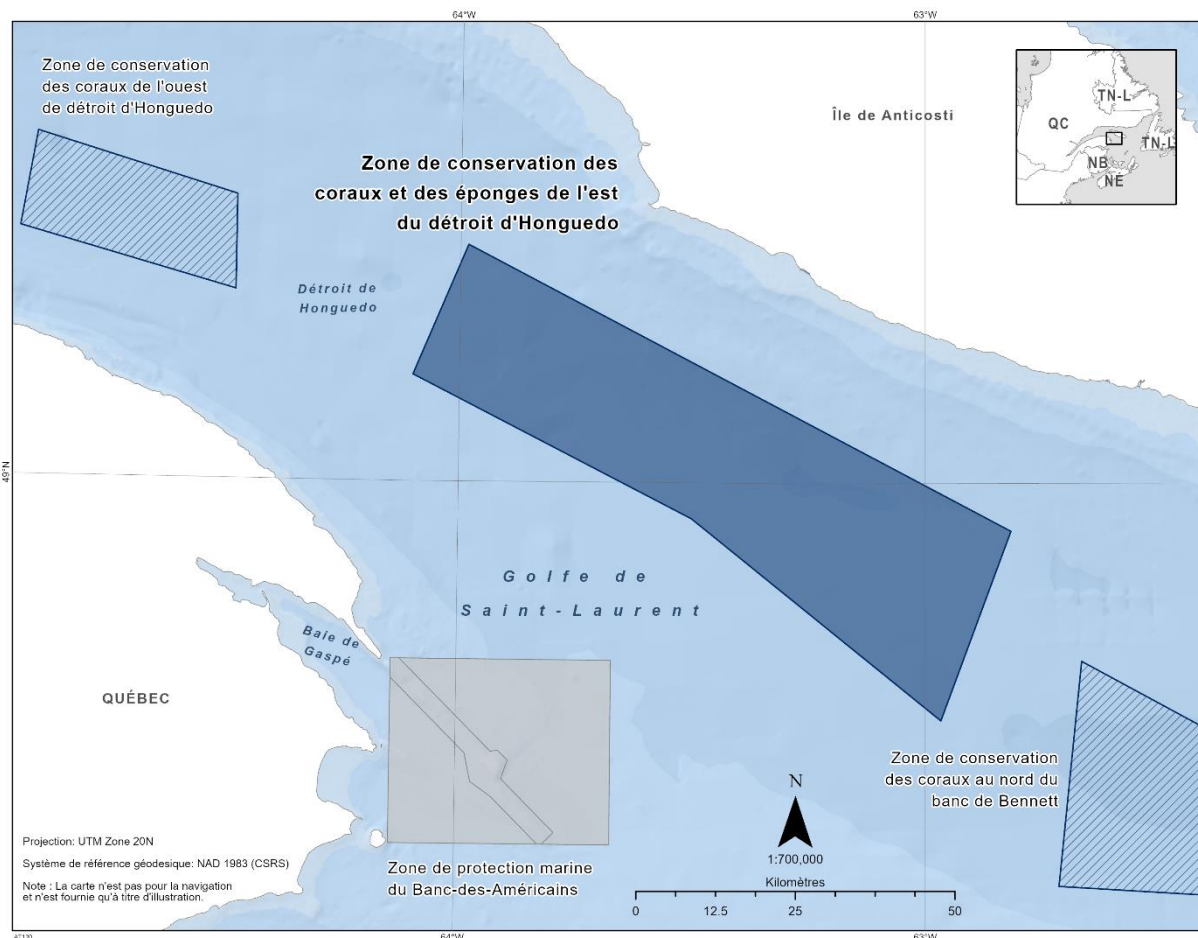 64°W
63°W
Zone de conservation
des coraux de l'ouest
de détroit d'Honguedo
Île de Anticosti
TN-L
QC
TN-L
NB
NÉ
Zone de conservation des
coraux et des éponges de l'est
du détroit d'Honguedo
Détroit de
Honguedo
49°N
Golfe de
Saint-Laurent
Baie de
Gaspé
QUÉBEC
Zone de conservation
des coraux au nord du
banc de Bennett
N
1:700,000
Kilomètres
0 12.5 25 50
Zone de protection marine
du Banc-des-Américains
Projection: UTM Zone 20N
Système de référence géodesique: NAD 1983 (CSRS)
Note : La carte n'est pas pour la navigation
et n'est fournie qu'à titre d'illustration.
64°W
63°W